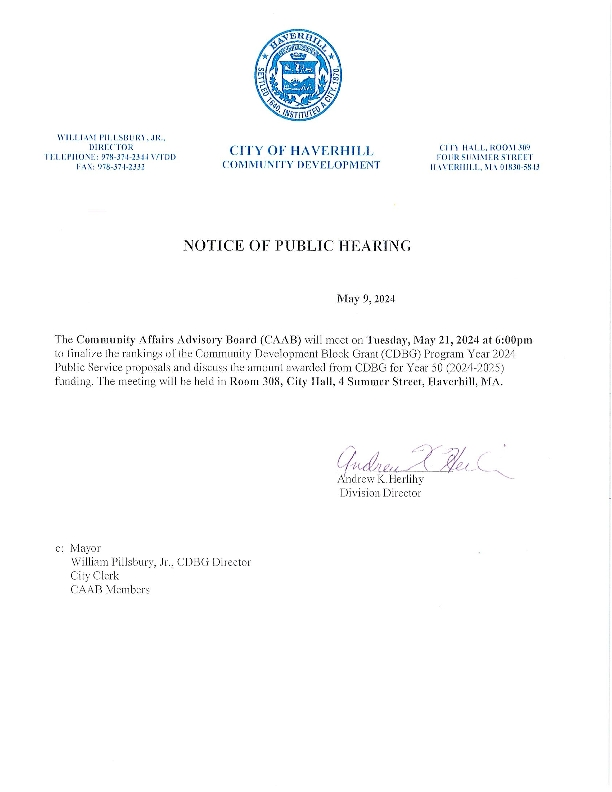 HAVERHILL
SETTLED 1640. INSTITUTED A CITY, 1870.
WILLIAM PILLSBURY, JR.,
DIRECTOR
TELEPHONE: 978-374-2344 V/TDD
FAX: 978-374-2332
CITY OF HAVERHILL
COMMUNITY DEVELOPMENT
CITY HALL, ROOM 309
FOUR SUMMER STREET
HAVERHILL, MA 01830-5843
NOTICE OF PUBLIC HEARING
May 9, 2024
The Community Affairs Advisory Board (CAAB) will meet on Tuesday, May 21, 2024 at 6:00pm
to finalize the rankings of the Community Development Block Grant (CDBG) Program Year 2024
Public Service proposals and discuss the amount awarded from CDBG for Year 50 (2024-2025)
funding. The meeting will be held in Room 308, City Hall, 4 Summer Street, Haverhill, MA.
Andrew K. Herlihy
Andrew K.Herlihy
Division Director
c: Mayor
William Pillsbury, Jr., CDBG Director
City Clerk
CAAB Members